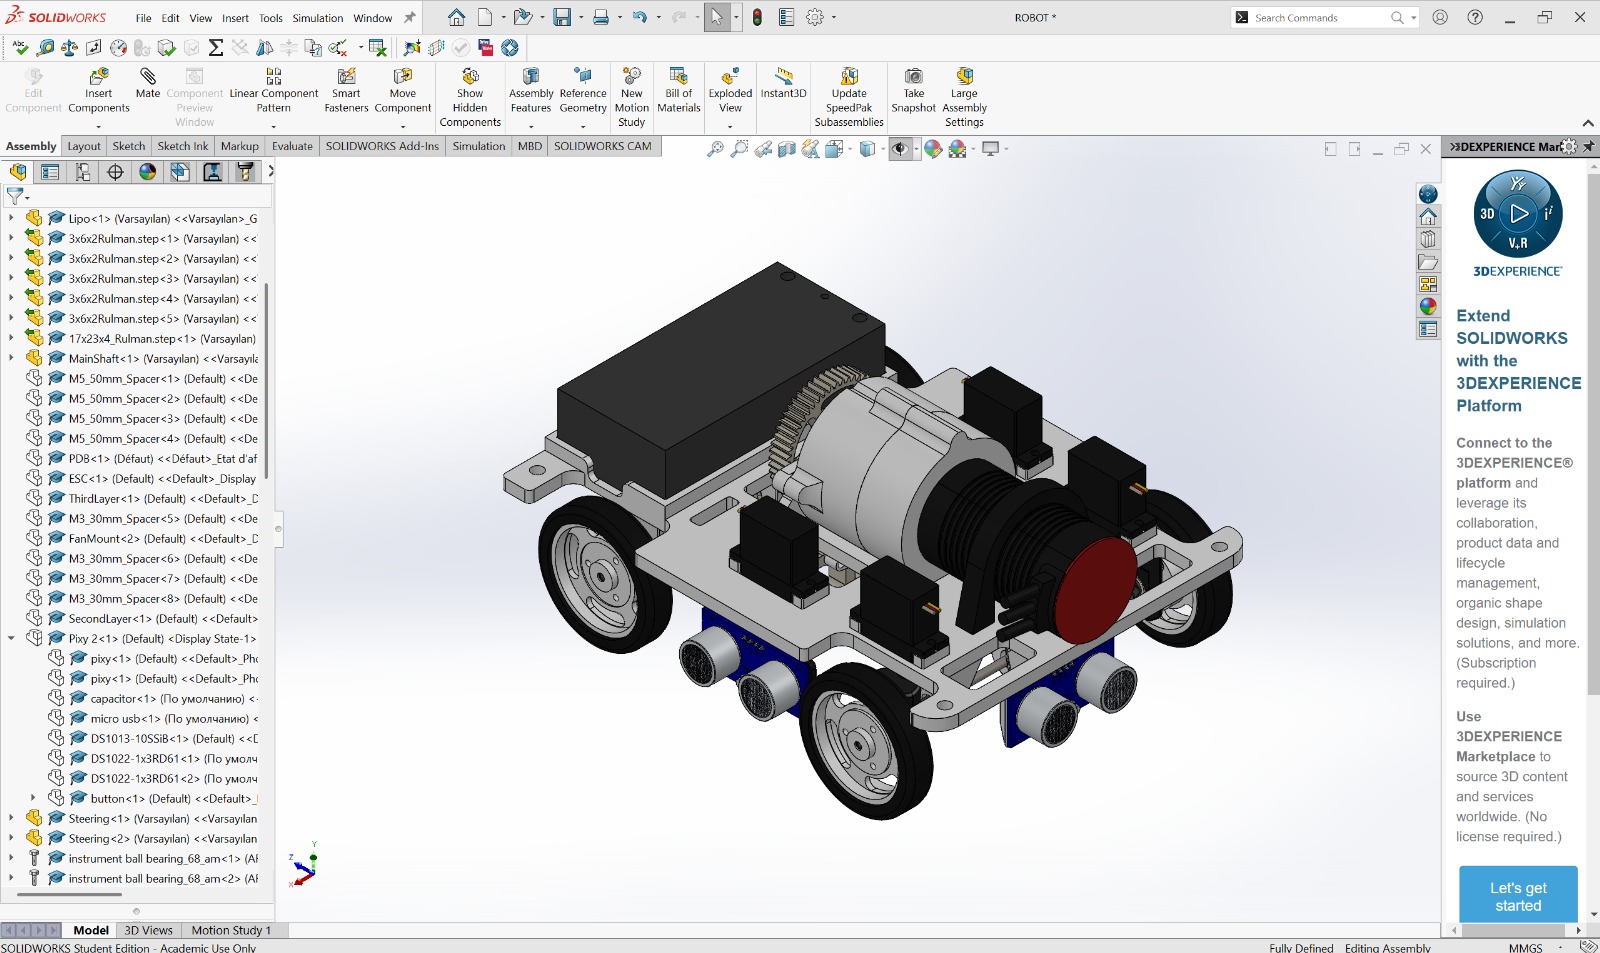 SOLIDWORKS
File Edit View Insert Tools Simulation Window
ROBOT *
Search Commands
Edit Component
Insert Components
Mate
Component Preview Window
Linear Component Pattern
Smart Fasteners
Move Component
Show Hidden Components
Assembly Features
Reference Geometry
New Motion Study
Bill of Materials
Exploded View
Instant3D
Update SpeedPak Subassemblies
Take Snapshot
Large Assembly Settings
Assembly Layout Sketch Sketch Ink Markup Evaluate SOLIDWORKS Add-Ins Simulation MBD SOLIDWORKS CAM
Lipo<1> (Varsayılan) <<Varsayılan>_G
3x6x2Rulman.step<1> (Varsayılan) <<
3x6x2Rulman.step<2> (Varsayılan) <<
3x6x2Rulman.step<3> (Varsayılan) <<
3x6x2Rulman.step<4> (Varsayılan) <<
3x6x2Rulman.step<5> (Varsayılan) <<
17x23x4_Rulman.step<1> (Varsayılan)
MainShaft<1> (Varsayılan) <<Varsayıla
M5_50mm_Spacer<1> (Default) <<De
M5_50mm_Spacer<2> (Default) <<De
M5_50mm_Spacer<3> (Default) <<De
M5_50mm_Spacer<4> (Default) <<De
PDB<1> (Défaut) <<Défaut>_Etat d'af
ESC<1> (Default) <<Default>_Display
ThirdLayer<1> (Default) <<Default>_D
M3_30mm_Spacer<5> (Default) <<De
FanMount<2> (Default) <<Default>_D
M3_30mm_Spacer<6> (Default) <<De
M3_30mm_Spacer<7> (Default) <<De
M3_30mm_Spacer<8> (Default) <<De
SecondLayer<1> (Default) <<Default>
Pixy 2<1> (Default) <Display State-1>
pixy<1> (Default) <<Default>_Pho
pixy<1> (Default) <<Default>_Pho
capacitor<1> (По умолчанию) <
micro usb<1> (По умолчанию) <
DS1013-10SSiB<1> (Default) <<D
DS1022-1x3RD61<1> (По умолч
DS1022-1x3RD61<2> (По умолч
button<1> (Default) <<Default>_
Steering<1> (Varsayılan) <<Varsayılan
Steering<2> (Varsayılan) <<Varsayılan
instrument ball bearing_68_am<1> (AF
instrument ball bearing_68_am<2> (AF
Y
Z
X
3DEXPERIENCE Mar
3D
V+R
3DEXPERIENCE
Extend
SOLIDWORKS
with the
3DEXPERIENCE
Platform
Connect to the
3DEXPERIENCE®
platform and
leverage its
collaboration,
product data and
lifecycle
management,
organic shape
design, simulation
solutions, and more.
(Subscription
required.)
Use
3DEXPERIENCE
Marketplace to
source 3D content
and services
worldwide. (No
license required.)
Let's get
started
Model 3D Views Motion Study 1
SOLIDWORKS Student Edition - Academic Use Only
Fully Defined Editing Assembly MMGS